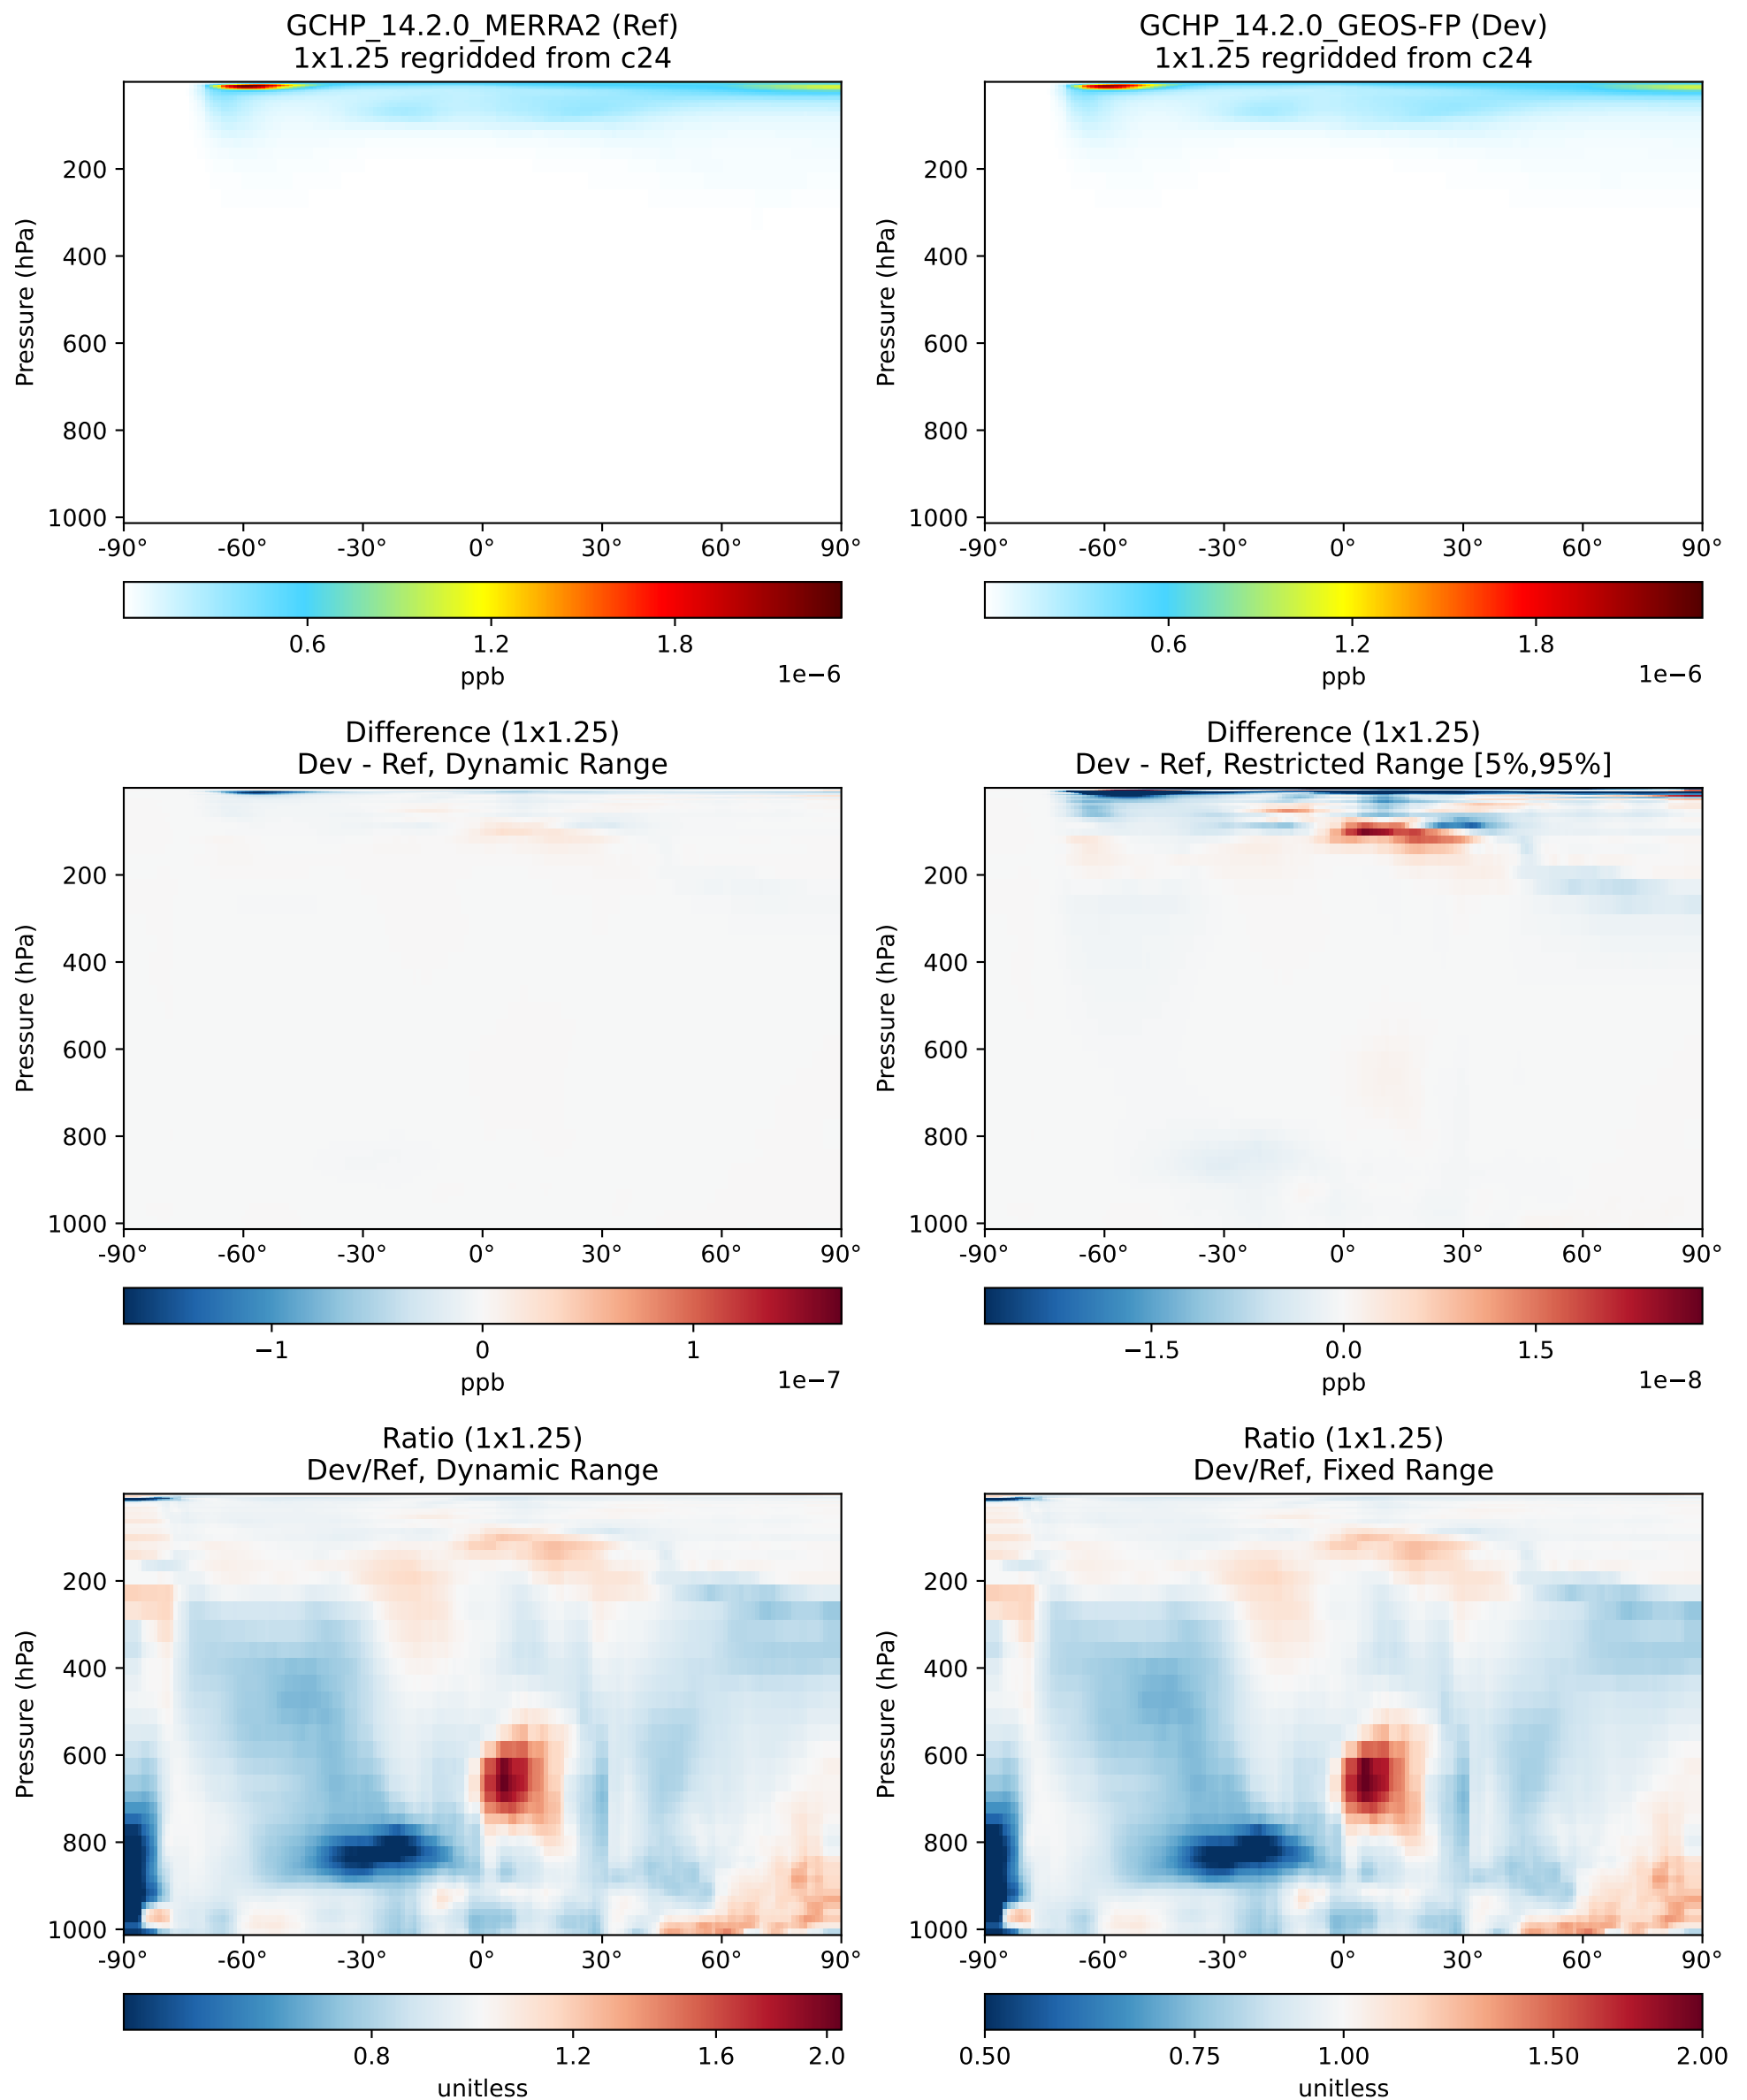 GCHP_14.2.0_MERRA2 (Ref)
1x1.25 regridded from c24
Pressure (hPa)
200
400
600
800
1000
-90° -60° -30° 0° 30° 60° 90°
0.6 1.2 1.8
ppb 1e−6
GCHP_14.2.0_GEOS-FP (Dev)
1x1.25 regridded from c24
Pressure (hPa)
200
400
600
800
1000
-90° -60° -30° 0° 30° 60° 90°
0.6 1.2 1.8
ppb 1e−6
Difference (1x1.25)
Dev - Ref, Dynamic Range
Pressure (hPa)
200
400
600
800
1000
-90° -60° -30° 0° 30° 60° 90°
−1 0 1
ppb 1e−7
Difference (1x1.25)
Dev - Ref, Restricted Range [5%,95%]
Pressure (hPa)
200
400
600
800
1000
-90° -60° -30° 0° 30° 60° 90°
−1.5 0.0 1.5
ppb 1e−8
Ratio (1x1.25)
Dev/Ref, Dynamic Range
Pressure (hPa)
200
400
600
800
1000
-90° -60° -30° 0° 30° 60° 90°
0.8 1.2 1.6 2.0
unitless
Ratio (1x1.25)
Dev/Ref, Fixed Range
Pressure (hPa)
200
400
600
800
1000
-90° -60° -30° 0° 30° 60° 90°
0.50 0.75 1.00 1.50 2.00
unitless